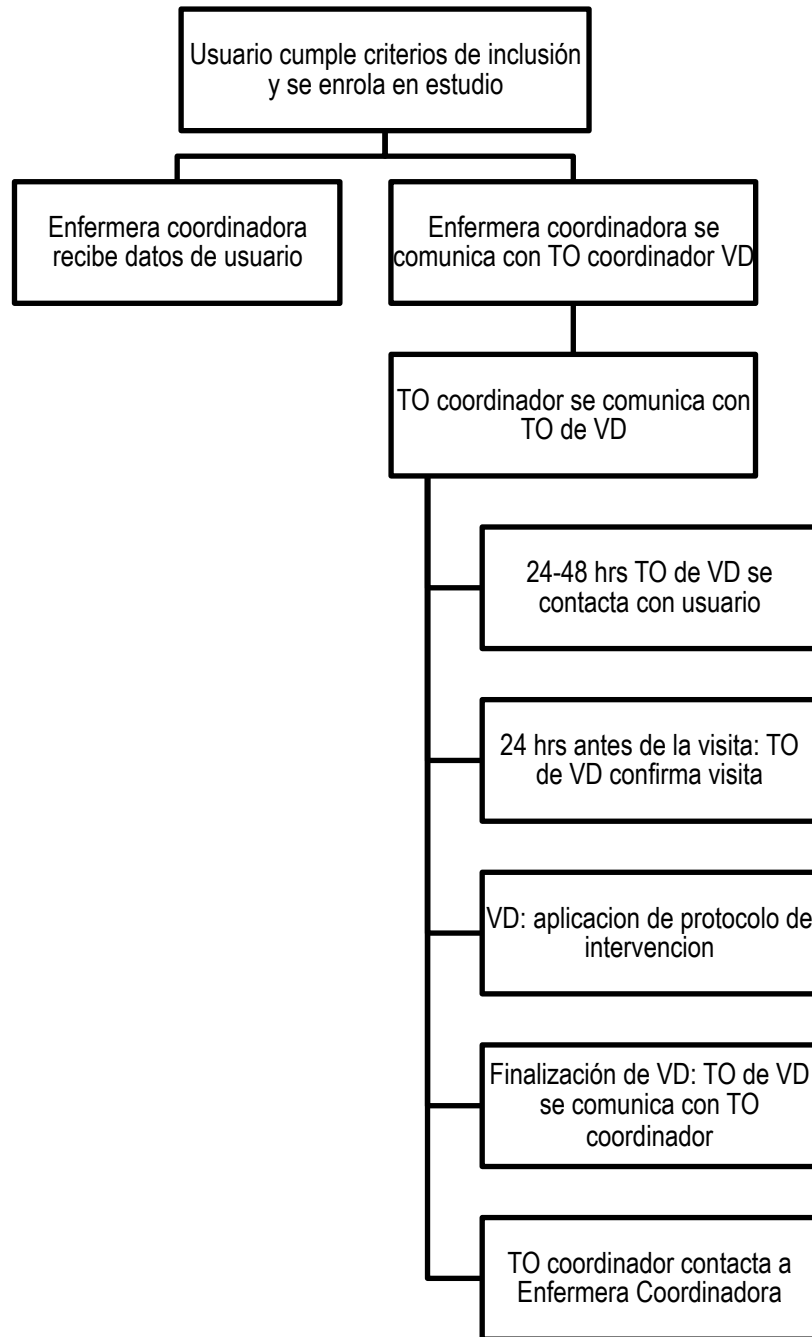 Usuario cumple criterios de inclusión
y se enrola en estudio
Enfermera coordinadora
recibe datos de usuario
Enfermera coordinadora se
comunica con TO coordinador VD
TO coordinador se comunica con
TO de VD
24-48 hrs TO de VD se
contacta con usuario
24 hrs antes de la visita: TO
de VD confirma visita
VD: aplicacion de protocolo de
intervencion
Finalización de VD: TO de VD
se comunica con TO
coordinador
TO coordinador contacta a
Enfermera Coordinadora